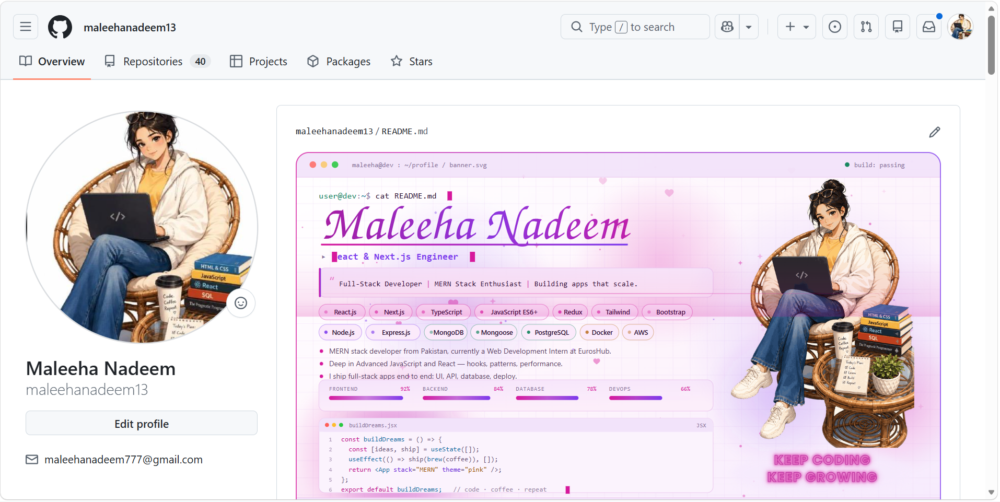 maleehanadeem13
Type / to search
Overview
Repositories 40
Projects
Packages
Stars
HTML & CSS
JavaScript
React
SQL
The Pragmatic Programmer
Code.
Coffee
Repeat.
Today's Plan:
Code
Maleeha Nadeem
maleehanadeem13
Edit profile
maleehanadeem777@gmail.com
maleehanadeem13/README.md
maleeha@dev : ~/profile / banner.svg
build: passing
user@dev:~$ cat README.md
Maleeha Nadeem
eact & Next.js Engineer
“ Full-Stack Developer | MERN Stack Enthusiast | Building apps that scale.
React.js
Next.js
TypeScript
JavaScript ES6+
Redux
Tailwind
Bootstrap
Node.js
Express.js
MongoDB
Mongoose
PostgreSQL
Docker
AWS
MERN stack developer from Pakistan, currently a Web Development Intern at EurosHub.
Deep in Advanced JavaScript and React — hooks, patterns, performance.
I ship full-stack apps end to end: UI, API, database, deploy.
FRONTEND 92%
BACKEND 84%
DATABASE 78%
DEVOPS 66%
buildDreams.jsx
JSX
1 const buildDreams = () => {
2 const [ideas, ship] = useState([]);
3 useEffect(() => ship(brew(coffee)), []);
4 return <App stack="MERN" theme="pink" />;
5 };
6 export default buildDreams; // code · coffee · repeat
</>
HTML & CSS
JavaScript
React
SQL
The Pragmatic Programmer
Code.
Coffee.
Repeat.
Today's Plan:
Code
Learn
Build
Repeat
KEEP CODING
KEEP GROWING